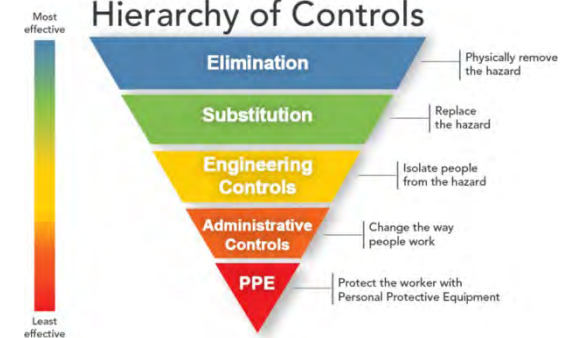 Hierarchy of Controls
Most
effective
Elimination
Physically remove
the hazard
Substitution
Replace
the hazard
Engineering
Controls
Isolate people
from the hazard
Administrative
Controls
Change the way
people work
PPE
Protect the worker with
Personal Protective Equipment
Least
effective